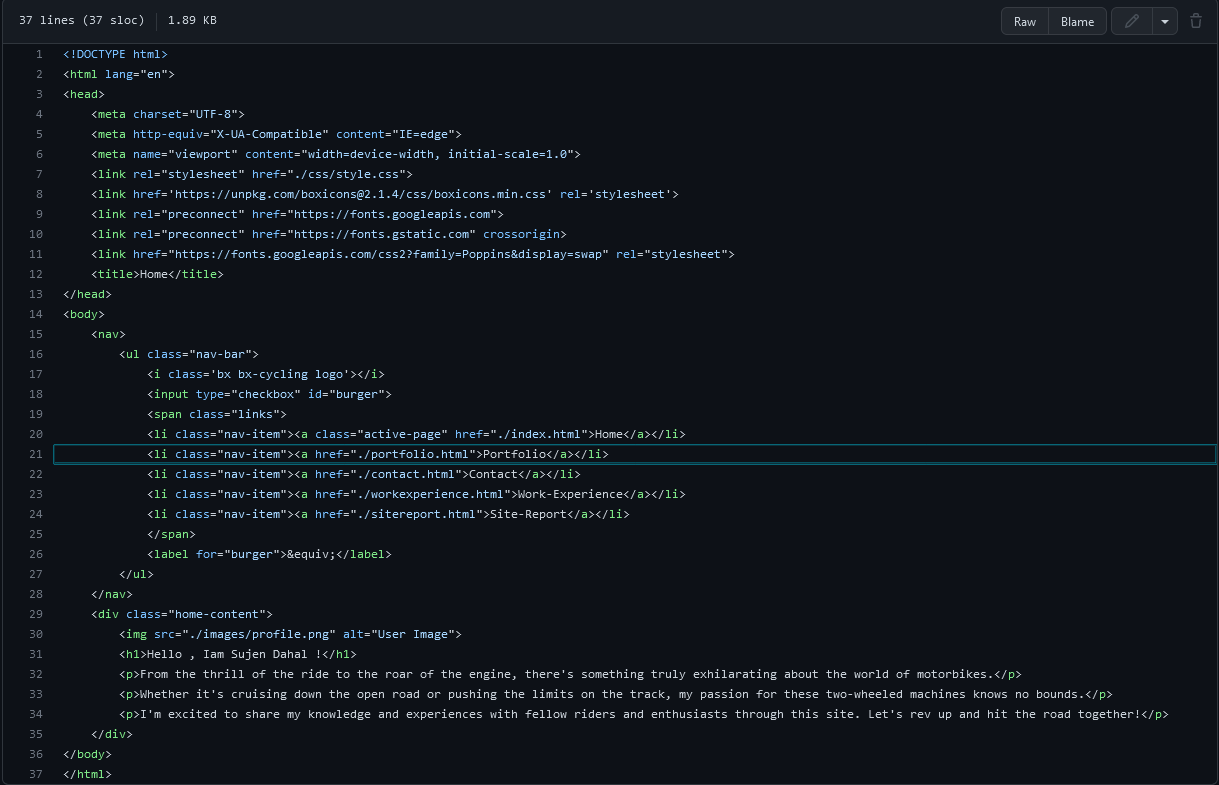 37 lines (37 sloc) 1.89 KB Raw Blame
1 <!DOCTYPE html>
2 <html lang="en">
3 <head>
4     <meta charset="UTF-8">
5     <meta http-equiv="X-UA-Compatible" content="IE=edge">
6     <meta name="viewport" content="width=device-width, initial-scale=1.0">
7     <link rel="stylesheet" href="./css/style.css">
8     <link href='https://unpkg.com/boxicons@2.1.4/css/boxicons.min.css' rel='stylesheet'>
9     <link rel="preconnect" href="https://fonts.googleapis.com">
10     <link rel="preconnect" href="https://fonts.gstatic.com" crossorigin>
11     <link href="https://fonts.googleapis.com/css2?family=Poppins&display=swap" rel="stylesheet">
12     <title>Home</title>
13 </head>
14 <body>
15     <nav>
16         <ul class="nav-bar">
17             <i class='bx bx-cycling logo'></i>
18             <input type="checkbox" id="burger">
19             <span class="links">
20             <li class="nav-item"><a class="active-page" href="./index.html">Home</a></li>
21             <li class="nav-item"><a href="./portfolio.html">Portfolio</a></li>
22             <li class="nav-item"><a href="./contact.html">Contact</a></li>
23             <li class="nav-item"><a href="./workexperience.html">Work-Experience</a></li>
24             <li class="nav-item"><a href="./sitereport.html">Site-Report</a></li>
25             </span>
26             <label for="burger">&equiv;</label>
27         </ul>
28     </nav>
29     <div class="home-content">
30         <img src="./images/profile.png" alt="User Image">
31         <h1>Hello , Iam Sujen Dahal !</h1>
32         <p>From the thrill of the ride to the roar of the engine, there's something truly exhilarating about the world of motorbikes.</p>
33         <p>Whether it's cruising down the open road or pushing the limits on the track, my passion for these two-wheeled machines knows no bounds.</p>
34         <p>I'm excited to share my knowledge and experiences with fellow riders and enthusiasts through this site. Let's rev up and hit the road together!</p>
35     </div>
36 </body>
37 </html>